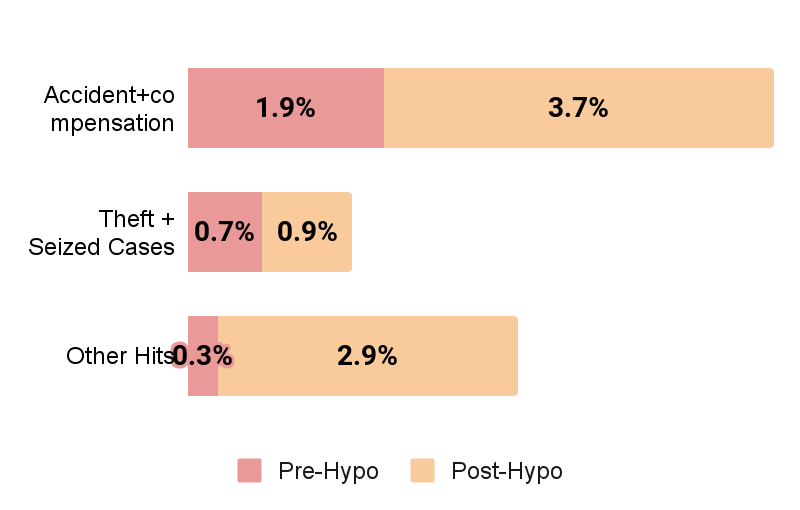 Accident+co
mpensation
1.9%
3.7%
Theft +
Seized Cases
0.7%
0.9%
Other Hits
0.3%
2.9%
Pre-Hypo
Post-Hypo